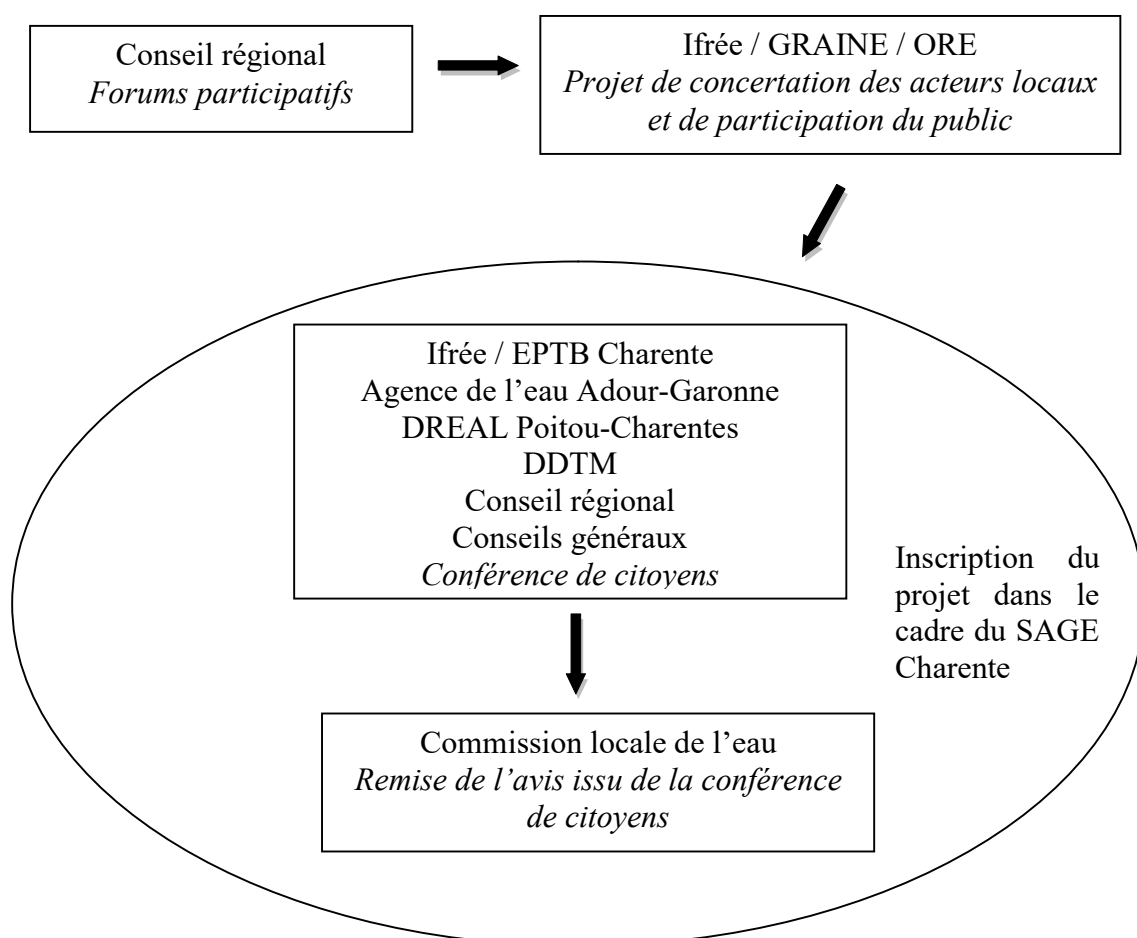 Conseil régional
Forums participatifs
Ifrée / GRAINE / ORE
Projet de concertation des acteurs locaux
et de participation du public
Ifrée / EPTB Charente
Agence de l’eau Adour-Garonne
DREAL Poitou-Charentes
DDTM
Conseil régional
Conseils généraux
Conférence de citoyens
Inscription du
projet dans le
cadre du SAGE
Charente
Commission locale de l’eau
Remise de l’avis issu de la conférence
de citoyens